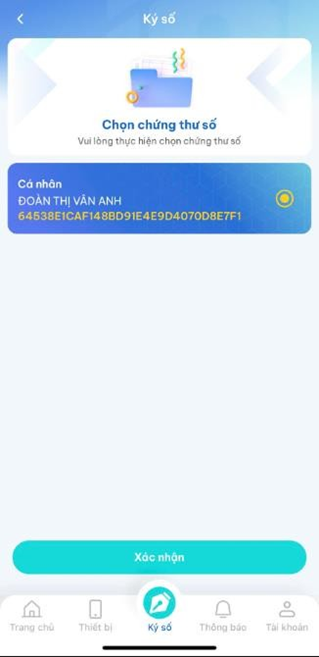 Ký số
Chọn chứng thư số
Vui lòng thực hiện chọn chứng thư số
Cá nhân
ĐOÀN THỊ VÂN ANH
64538E1CAF148BD91E4E9D4070D8E7F1
Xác nhận
Trang chủ
Thiết bị
Ký số
Thông báo
Tài khoản